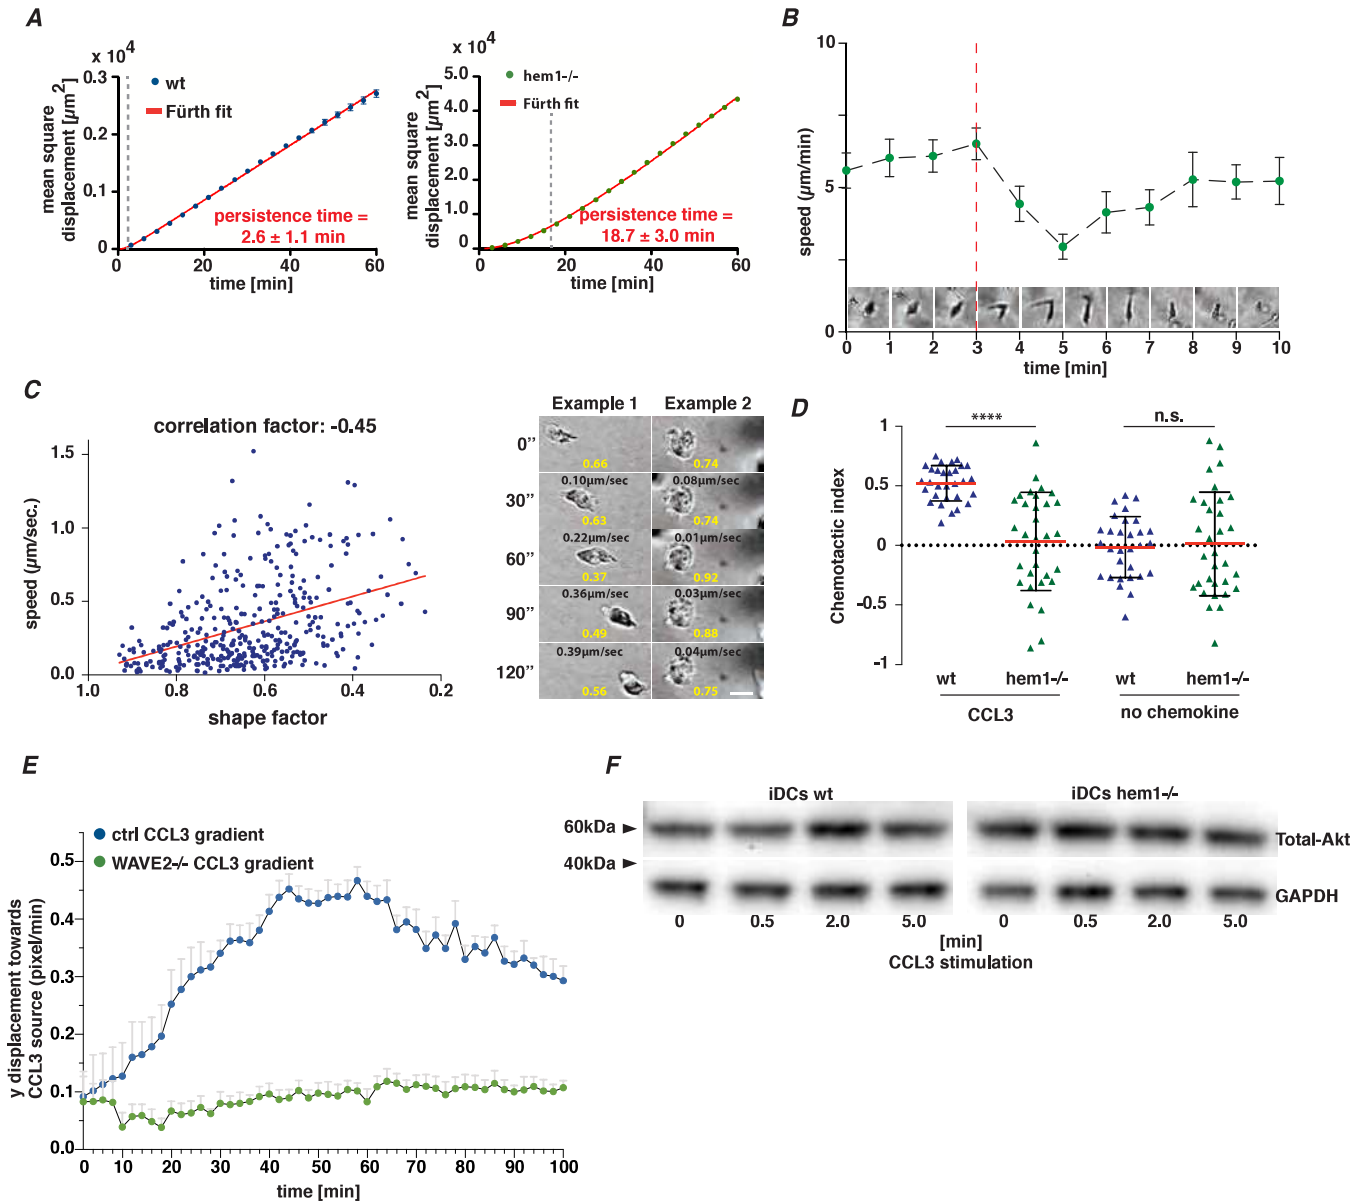 A
x 10⁴
0.3
0.2
0.1
0
mean square
displacement [µm²]
wt
Fürth fit
persistence time =
2.6 ± 1.1 min
0 20 40 60
time [min]
x 10⁴
5.0
4.0
3.0
2.0
1.0
0
mean square
displacement [µm²]
hem1-/-
Fürth fit
persistence time =
18.7 ± 3.0 min
0 20 40 60
time [min]
B
10
5
0
speed (µm/min)
0 1 2 3 4 5 6 7 8 9 10
time [min]
C
correlation factor: -0.45
1.5
1.0
0.5
0.0
speed (µm/sec.)
1.0 0.8 0.6 0.4 0.2
shape factor
Example 1 Example 2
0’’
0.66 0.74
30’’
0.10µm/sec 0.08µm/sec
0.63 0.74
60’’
0.22µm/sec 0.01µm/sec
0.37 0.92
90’’
0.36µm/sec 0.03µm/sec
0.49 0.88
120’’
0.39µm/sec 0.04µm/sec
0.56 0.75
D
**** n.s.
1
0.5
0
-0.5
-1
Chemotactic index
wt hem1-/- wt hem1-/-
CCL3 no chemokine
E
ctrl CCL3 gradient
WAVE2-/- CCL3 gradient
0.5
0.4
0.3
0.2
0.1
0.0
y displacement towards
CCL3 source (pixel/min)
0 10 20 30 40 50 60 70 80 90 100
time [min]
F
iDCs wt iDCs hem1-/-
60kDa
Total-Akt
40kDa
GAPDH
0 0.5 2.0 5.0 0 0.5 2.0 5.0
[min]
CCL3 stimulation